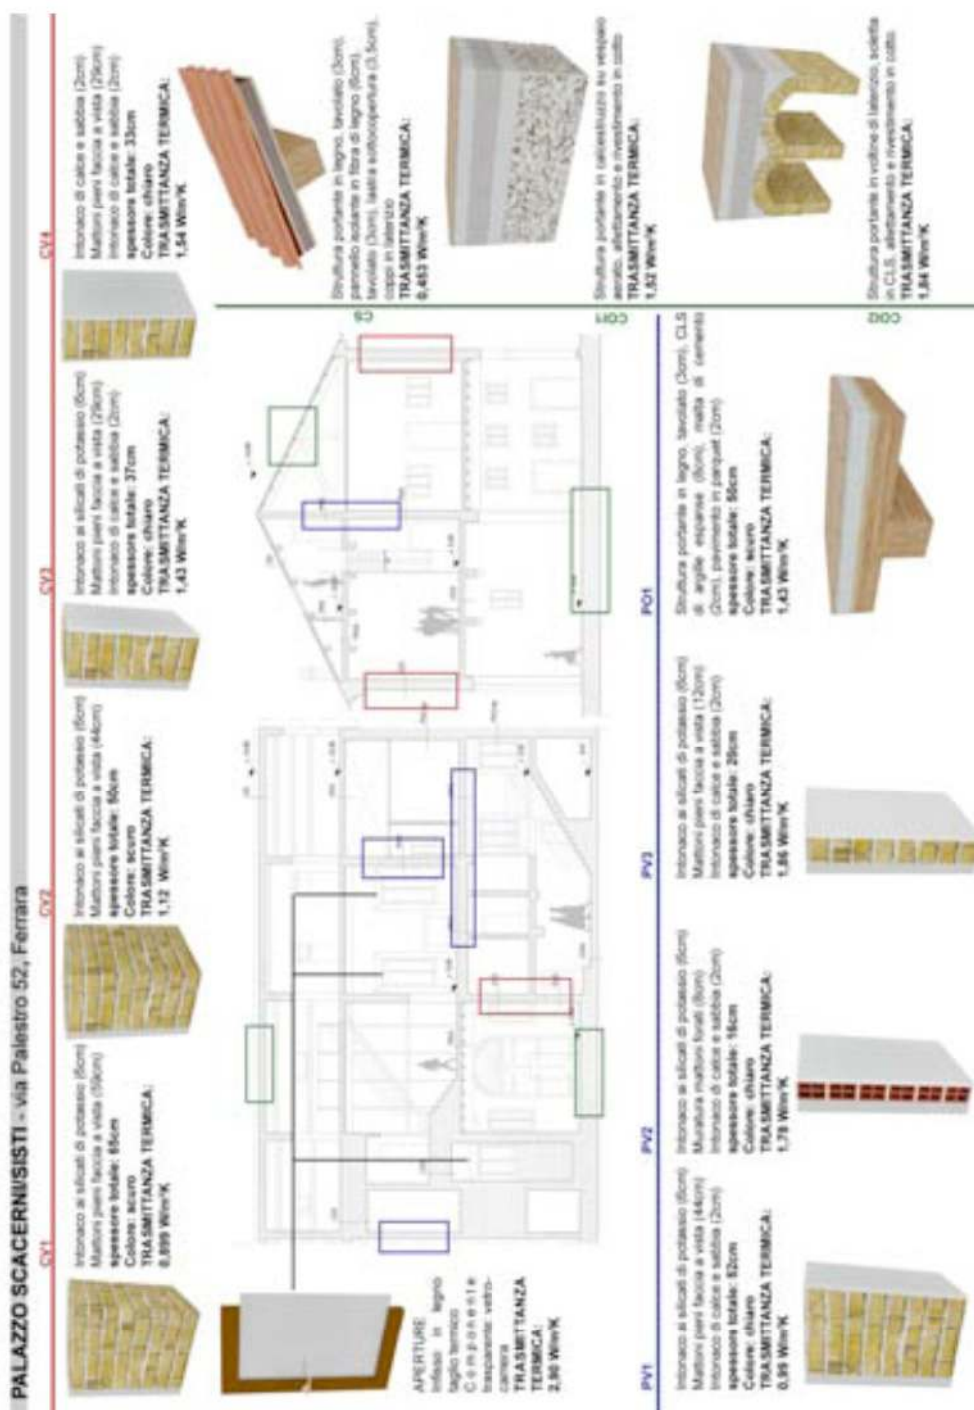 PALAZZO SCACERNI/SISTI - via Palestro 52, Ferrara
CV1
Intonaco ai silicati di potassio (6cm)
Mattoni pieni faccia a vista (59cm)
spessore totale: 65cm
Colore: scuro
TRASMITTANZA TERMICA:
0,899 W/m²K
CV2
Intonaco ai silicati di potassio (6cm)
Mattoni pieni faccia a vista (44cm)
spessore totale: 50cm
Colore: scuro
TRASMITTANZA TERMICA:
1,12 W/m²K
CV3
Intonaco ai silicati di potassio (6cm)
Mattoni pieni faccia a vista (29cm)
Intonaco di calce e sabbia (2cm)
spessore totale: 37cm
Colore: chiaro
TRASMITTANZA TERMICA:
1,43 W/m²K
CV4
Intonaco di calce e sabbia (2cm)
Mattoni pieni faccia a vista (29cm)
Intonaco di calce e sabbia (2cm)
spessore totale: 33cm
Colore: chiaro
TRASMITTANZA TERMICA:
1,54 W/m²K
APERTURE
Infisso in legno
taglio termico
Componente
trasparente vetro-
camera
TRASMITTANZA
TERMICA:
2,80 W/m²K
CS
Struttura portante in legno, tavolato (3cm),
pannello isolante in fibra di legno (6cm),
tavolato (3cm), lastra sottocopertura (3,5cm),
coppi in laterizio
TRASMITTANZA TERMICA:
0,453 W/m²K
COI1
Struttura portante in calcestruzzo su vespaio
aerato, allettamento e rivestimento in cotto
TRASMITTANZA TERMICA:
1,52 W/m²K
COI2
Struttura portante in voltine di laterizio, soletta
in CLS, allettamento e rivestimento in cotto
TRASMITTANZA TERMICA:
1,84 W/m²K
PV1
Intonaco ai silicati di potassio (6cm)
Mattoni pieni faccia a vista (44cm)
Intonaco di calce e sabbia (2cm)
spessore totale: 52cm
Colore: chiaro
TRASMITTANZA TERMICA:
0,99 W/m²K
PV2
Intonaco ai silicati di potassio (6cm)
Muratura mattoni forati (8cm)
Intonaco di calce e sabbia (2cm)
spessore totale: 16cm
Colore: chiaro
TRASMITTANZA TERMICA:
1,78 W/m²K
PV3
Intonaco ai silicati di potassio (6cm)
Mattoni pieni faccia a vista (12cm)
Intonaco di calce e sabbia (2cm)
spessore totale: 20cm
Colore: chiaro
TRASMITTANZA TERMICA:
1,86 W/m²K
PO1
Struttura portante in legno, tavolato (3cm), CLS
di argille espanse (8cm), malta di cemento
(2cm), pavimento in parquet (2cm)
spessore totale: 50cm
Colore: scuro
TRASMITTANZA TERMICA:
1,43 W/m²K